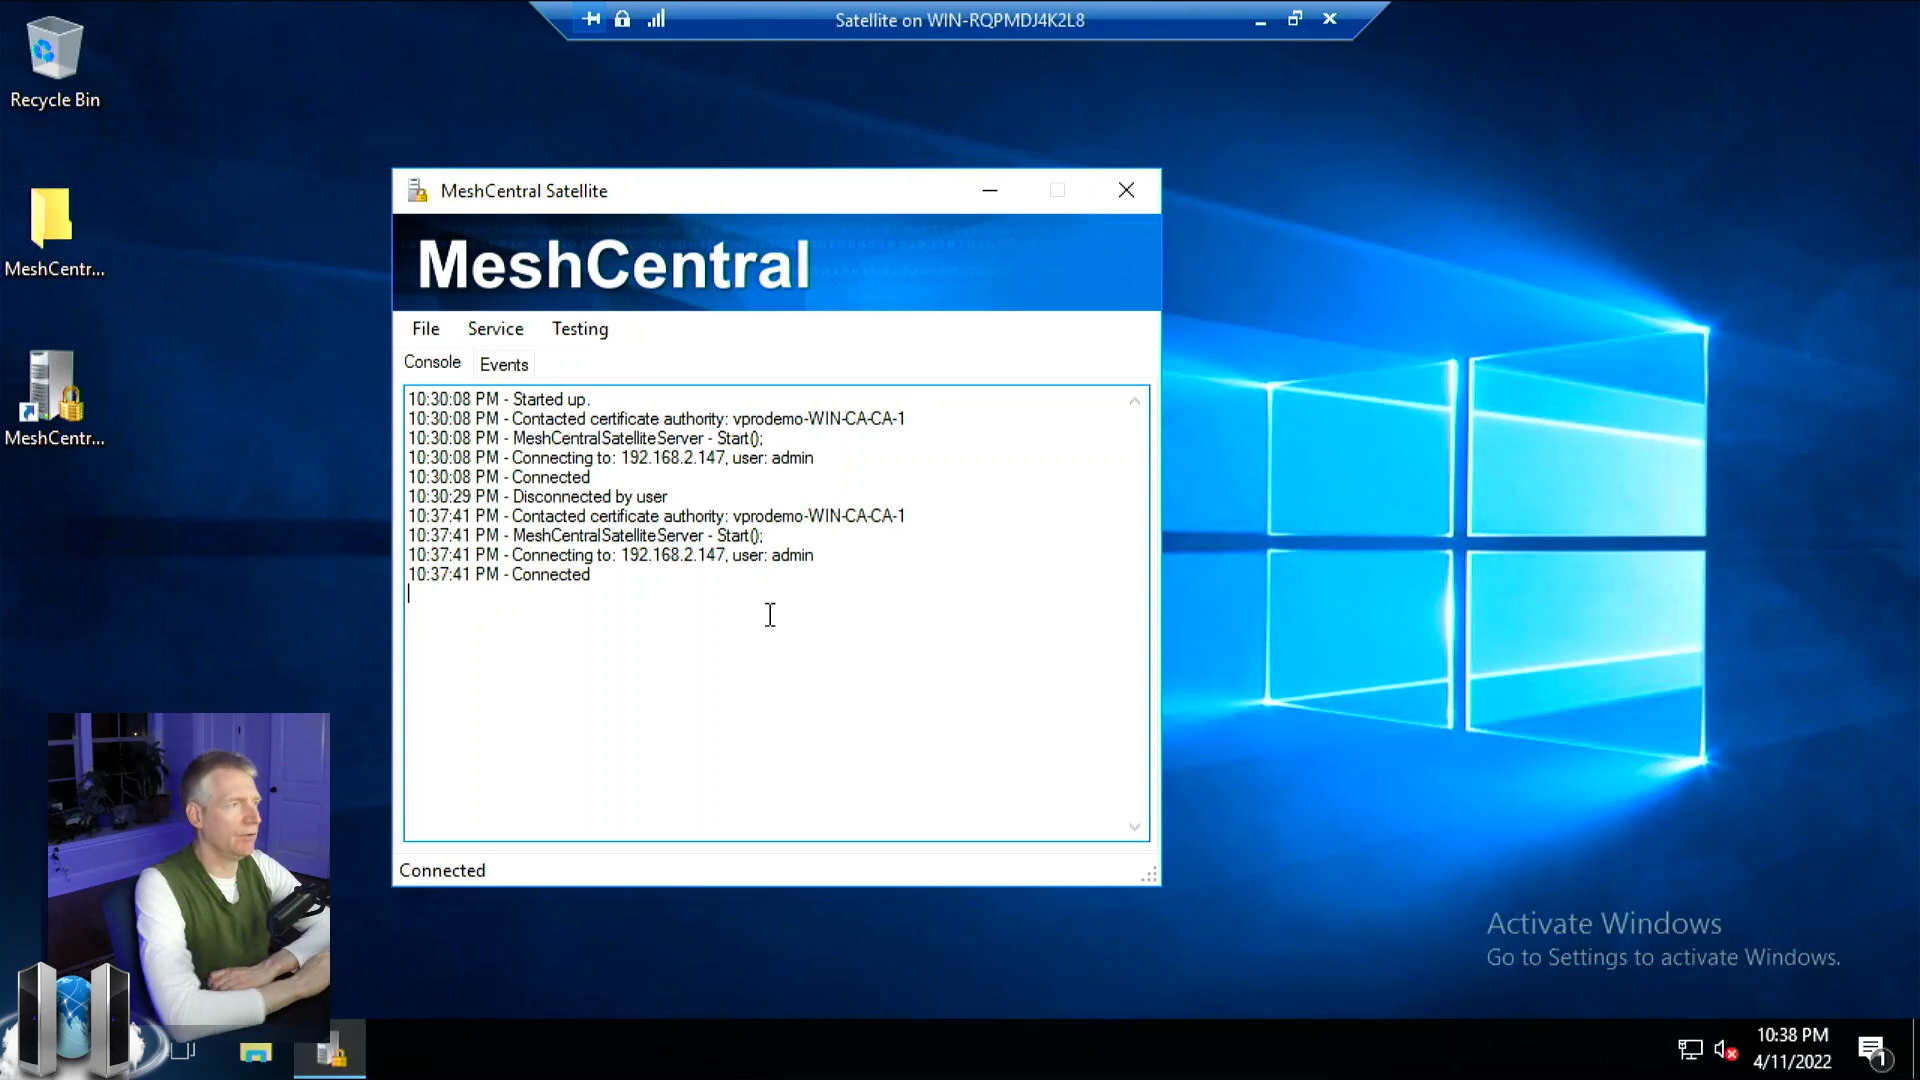 Satellite on WIN-RQPMDJ4K2L8
Recycle Bin
MeshCentr...
MeshCentr...
MeshCentral Satellite
MeshCentral
File Service Testing
Console Events
10:30:08 PM - Started up.
10:30:08 PM - Contacted certificate authority: vprodemo-WIN-CA-CA-1
10:30:08 PM - MeshCentralSatelliteServer - Start();
10:30:08 PM - Connecting to: 192.168.2.147, user: admin
10:30:08 PM - Connected
10:30:29 PM - Disconnected by user
10:37:41 PM - Contacted certificate authority: vprodemo-WIN-CA-CA-1
10:37:41 PM - MeshCentralSatelliteServer - Start();
10:37:41 PM - Connecting to: 192.168.2.147, user: admin
10:37:41 PM - Connected
Connected
Activate Windows
Go to Settings to activate Windows.
10:38 PM
4/11/2022
1